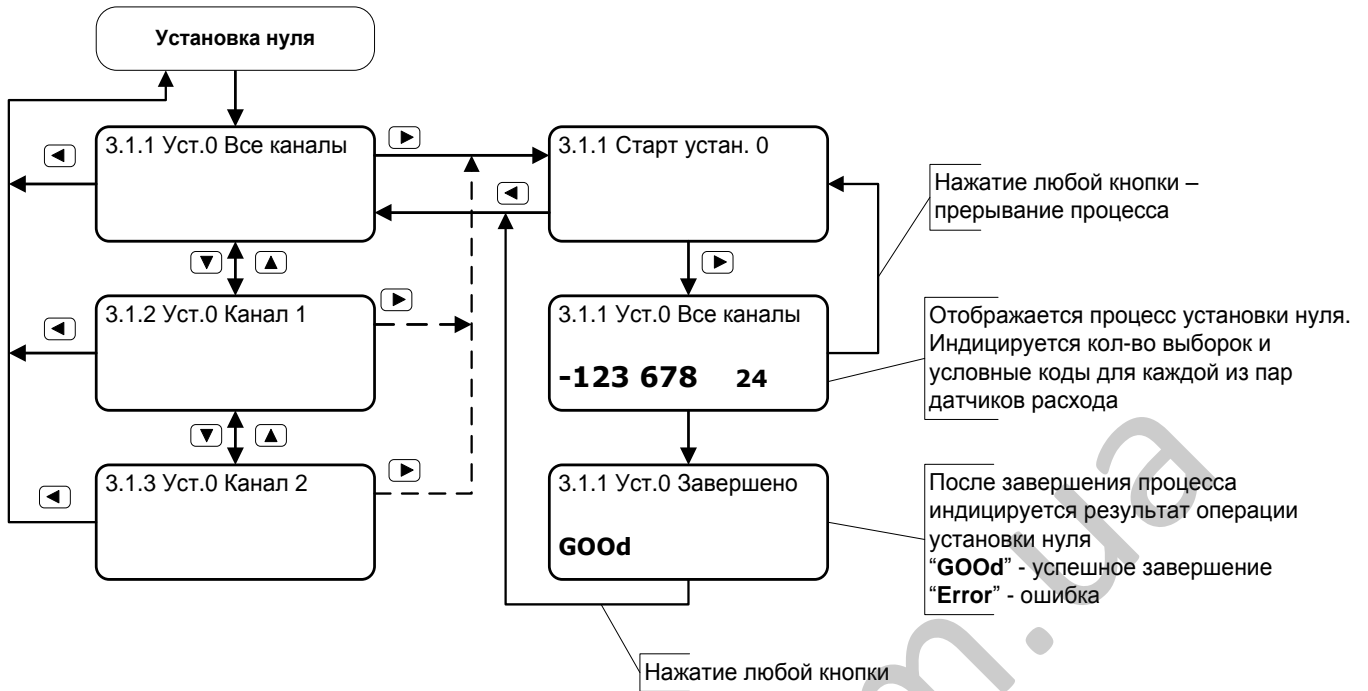 Установка нуля
3.1.1 Уст.0 Все каналы
3.1.2 Уст.0 Канал 1
3.1.3 Уст.0 Канал 2
3.1.1 Старт устан. 0
3.1.1 Уст.0 Все каналы
-123 678 24
3.1.1 Уст.0 Завершено
GOOd
Нажатие любой кнопки –
прерывание процесса
Отображается процесс установки нуля.
Индицируется кол-во выборок и
условные коды для каждой из пар
датчиков расхода
После завершения процесса
индицируется результат операции
установки нуля
“GOOd” - успешное завершение
“Error” - ошибка
Нажатие любой кнопки
m.ua